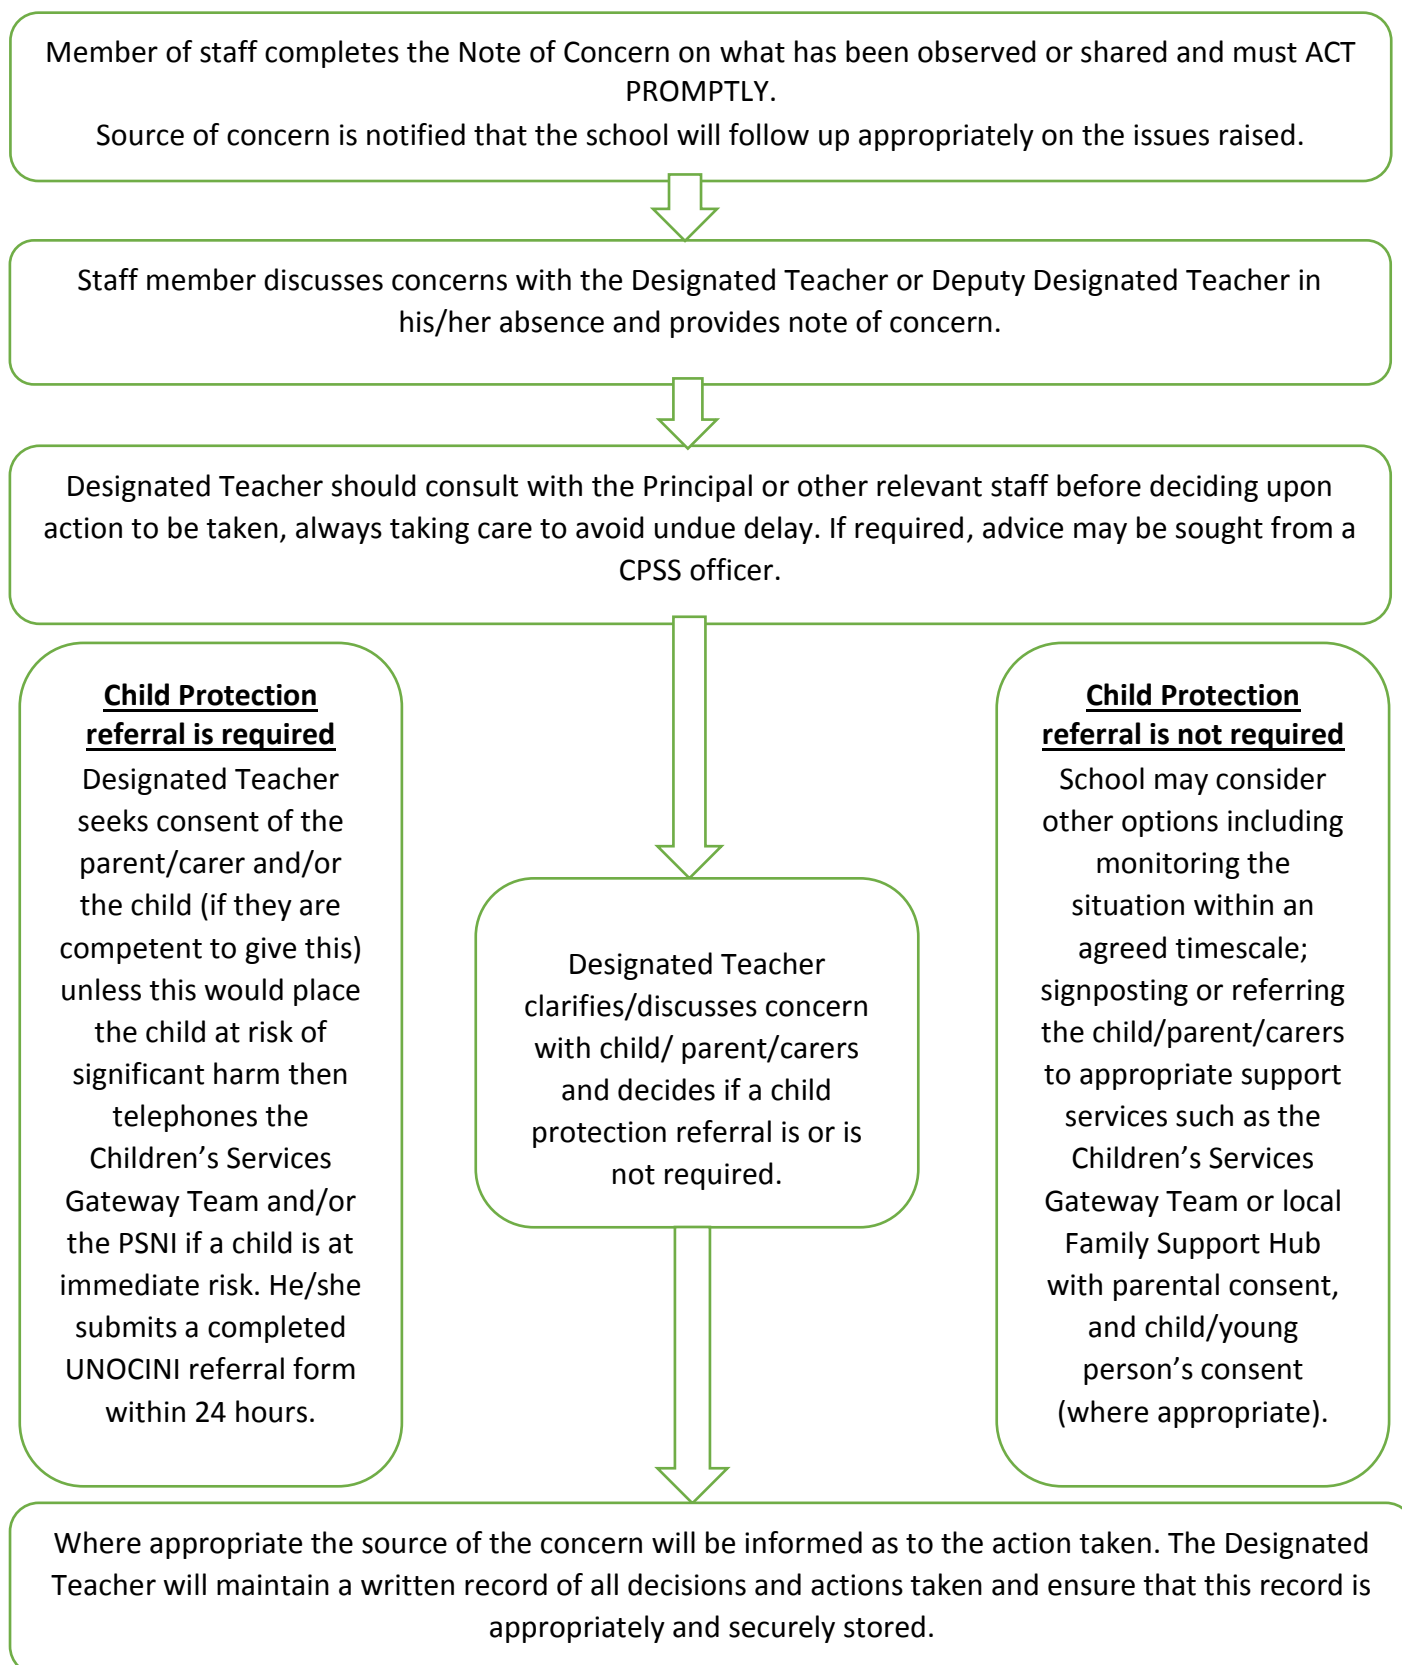 Member of staff completes the Note of Concern on what has been observed or shared and must ACT
PROMPTLY.
Source of concern is notified that the school will follow up appropriately on the issues raised.
Staff member discusses concerns with the Designated Teacher or Deputy Designated Teacher in
his/her absence and provides note of concern.
Designated Teacher should consult with the Principal or other relevant staff before deciding upon
action to be taken, always taking care to avoid undue delay. If required, advice may be sought from a
CPSS officer.
Child Protection
referral is required
Designated Teacher
seeks consent of the
parent/carer and/or
the child (if they are
competent to give this)
unless this would place
the child at risk of
significant harm then
telephones the
Children’s Services
Gateway Team and/or
the PSNI if a child is at
immediate risk. He/she
submits a completed
UNOCINI referral form
within 24 hours.
Designated Teacher
clarifies/discusses concern
with child/ parent/carers
and decides if a child
protection referral is or is
not required.
Child Protection
referral is not required
School may consider
other options including
monitoring the
situation within an
agreed timescale;
signposting or referring
the child/parent/carers
to appropriate support
services such as the
Children’s Services
Gateway Team or local
Family Support Hub
with parental consent,
and child/young
person’s consent
(where appropriate).
Where appropriate the source of the concern will be informed as to the action taken. The Designated
Teacher will maintain a written record of all decisions and actions taken and ensure that this record is
appropriately and securely stored.